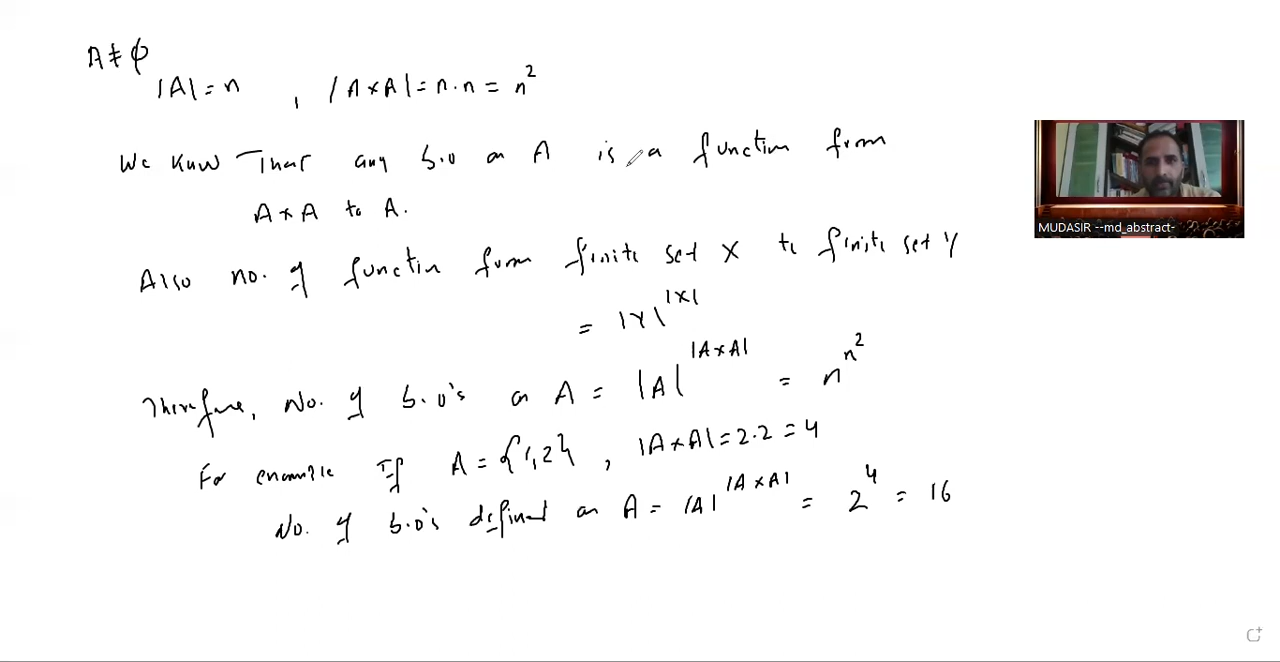 A ≠ ϕ
|A| = n , |A×A| = n.n = n²
We know That any b.o on A is a function from
A×A to A.
Also no. of function from finite set X to finite set Y
= |Y|^|X|
Therefore, No. of b.o's on A = |A|^|A×A| = n^n²
For example If A = {1,2}, |A×A| = 2.2 = 4
No. of b.o's defined on A = |A|^|A×A| = 2⁴ = 16
MUDASIR --md_abstract-